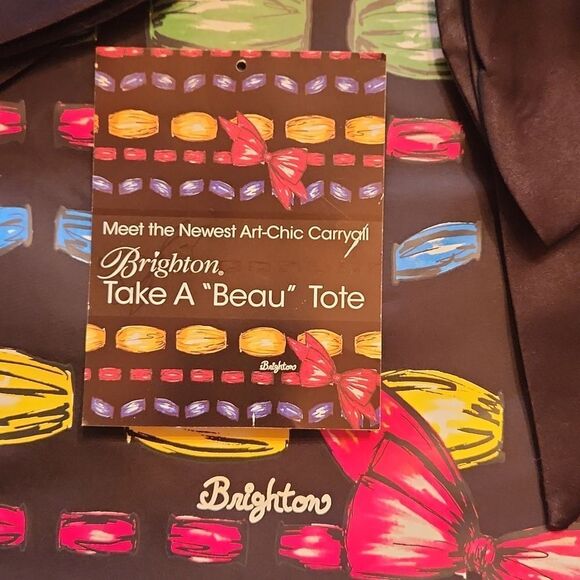 Meet the Newest Art-Chic Carryall
Brighton®
Take A "Beau" Tote
Brighton
Brighton